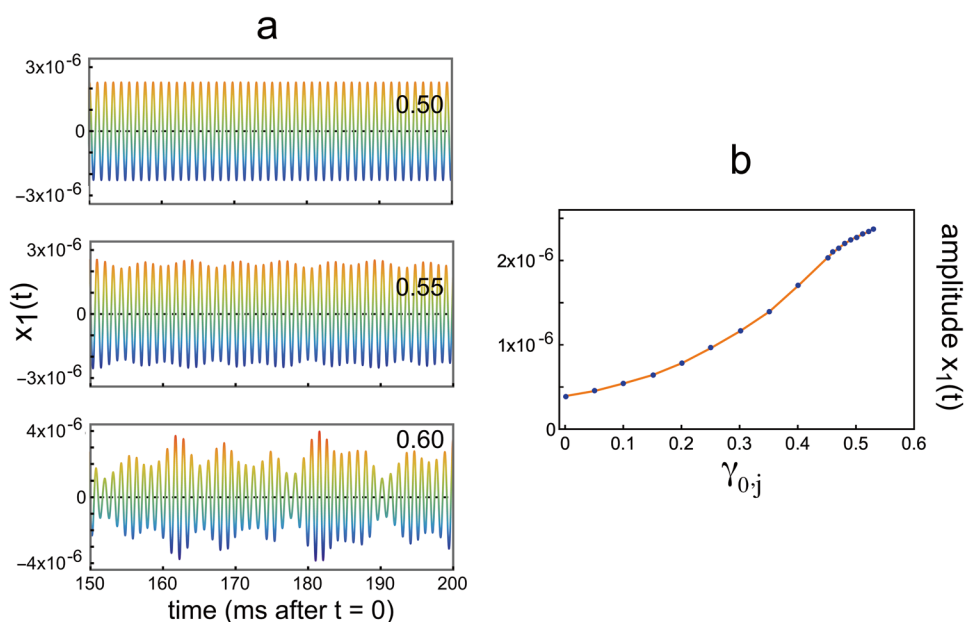 a
3x10⁻⁶
0
−3x10⁻⁶
0.50
3x10⁻⁶
0
−3x10⁻⁶
0.55
x₁(t)
4x10⁻⁶
0
−4x10⁻⁶
0.60
150 160 170 180 190 200
time (ms after t = 0)
b
2x10⁻⁶
1x10⁻⁶
0
0 0.1 0.2 0.3 0.4 0.5 0.6
γ₀,ⱼ
amplitude x₁(t)